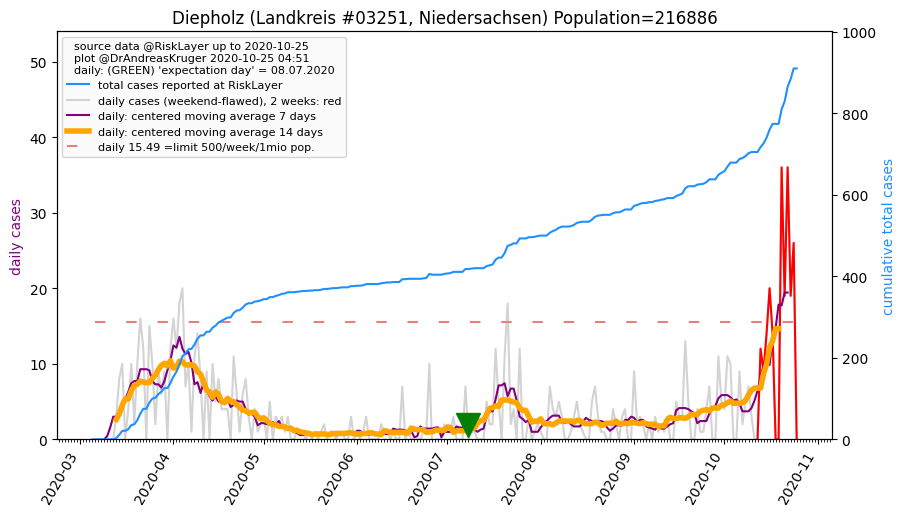 Diepholz (Landkreis #03251, Niedersachsen) Population=216886
source data @RiskLayer up to 2020-10-25
plot @DrAndreasKruger 2020-10-25 04:51
daily: (GREEN) 'expectation day' = 08.07.2020
total cases reported at RiskLayer
daily cases (weekend-flawed), 2 weeks: red
daily: centered moving average 7 days
daily: centered moving average 14 days
daily 15.49 =limit 500/week/1mio pop.
daily cases
50
40
30
20
10
0
cumulative total cases
1000
800
600
400
200
0
2020-03
2020-04
2020-05
2020-06
2020-07
2020-08
2020-09
2020-10
2020-11